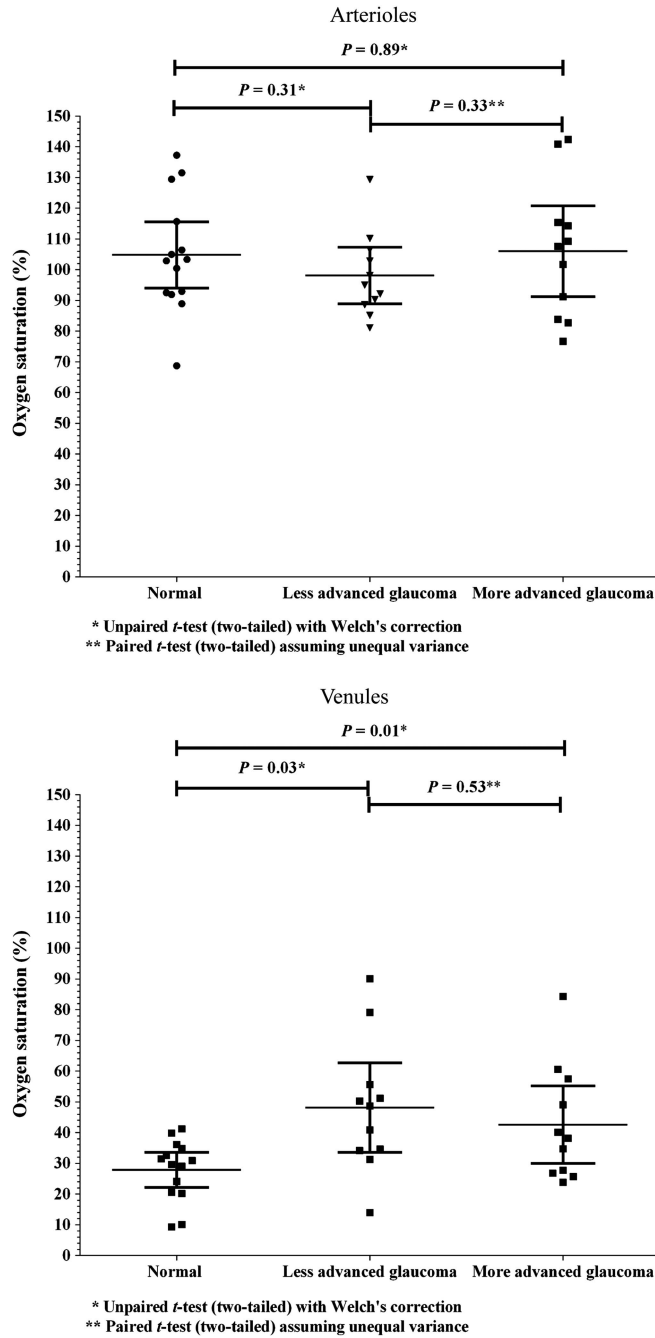 Arterioles
P = 0.89*
P = 0.31*
P = 0.33**
150
140
130
120
110
100
90
80
70
60
50
40
30
20
10
0
Oxygen saturation (%)
Normal Less advanced glaucoma More advanced glaucoma
* Unpaired t-test (two-tailed) with Welch's correction
** Paired t-test (two-tailed) assuming unequal variance
Venules
P = 0.01*
P = 0.03*
P = 0.53**
150
140
130
120
110
100
90
80
70
60
50
40
30
20
10
0
Oxygen saturation (%)
Normal Less advanced glaucoma More advanced glaucoma
* Unpaired t-test (two-tailed) with Welch's correction
** Paired t-test (two-tailed) assuming unequal variance